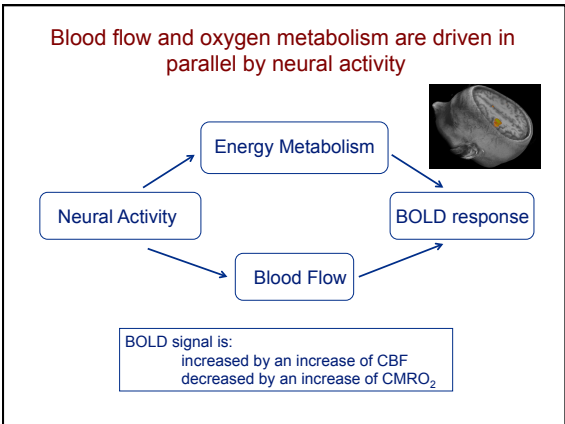 Blood flow and oxygen metabolism are driven in
parallel by neural activity
Energy Metabolism
Neural Activity
BOLD response
Blood Flow
BOLD signal is:
increased by an increase of CBF
decreased by an increase of CMRO₂